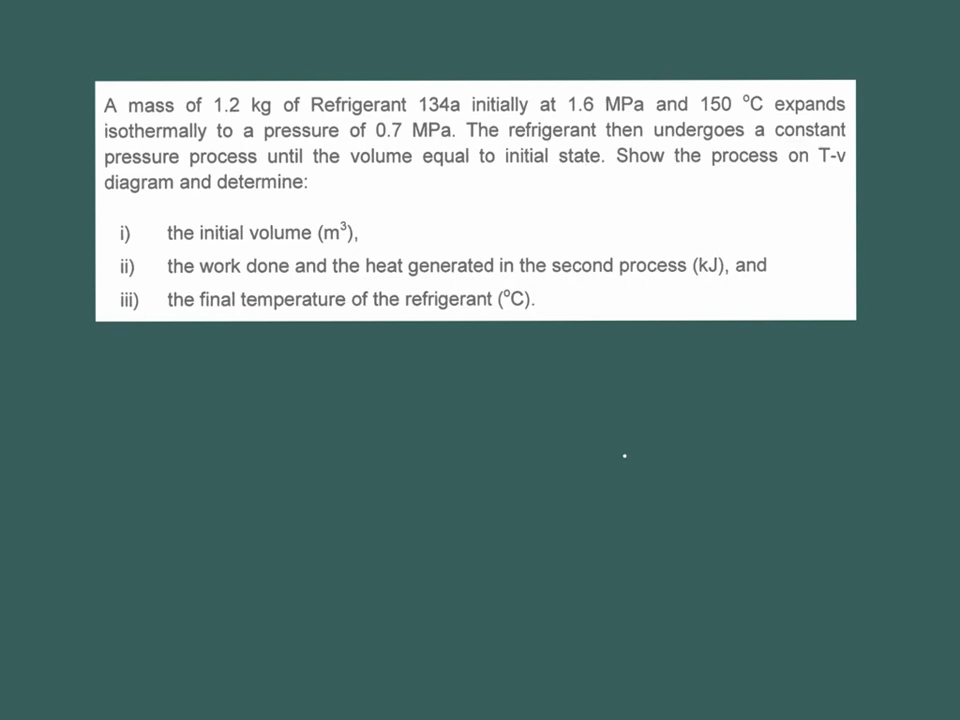 A mass of 1.2 kg of Refrigerant 134a initially at 1.6 MPa and 150 °C expands
isothermally to a pressure of 0.7 MPa. The refrigerant then undergoes a constant
pressure process until the volume equal to initial state. Show the process on T-v
diagram and determine:
i) the initial volume (m³),
ii) the work done and the heat generated in the second process (kJ), and
iii) the final temperature of the refrigerant (°C).